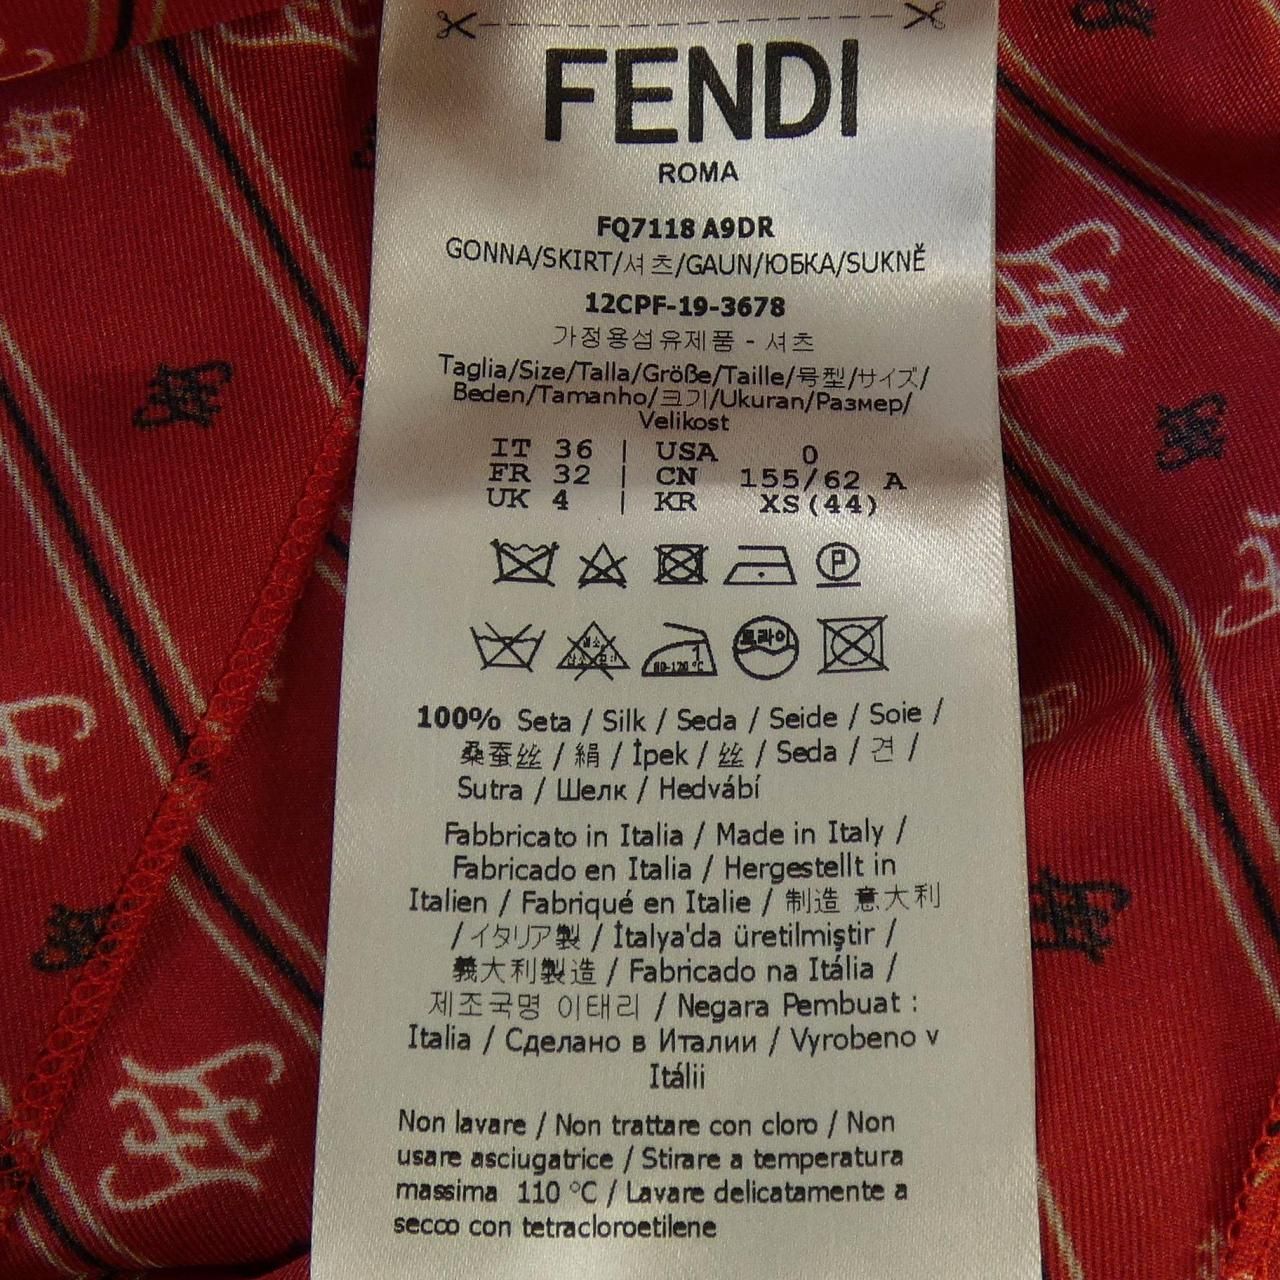 FENDI
ROMA
FQ7118 A9DR
GONNA/SKIRT/셔츠/GAUN/ЮБКА/SUKNĚ
12CPF-19-3678
가정용섬유제품 - 셔츠
Taglia/Size/Talla/Größe/Taille/号型/サイズ/
Beden/Tamanho/크기/Ukuran/Размер/
Velikost
IT 36 | USA 0
FR 32 | CN 155/62 A
UK 4 | KR XS(44)
P
드라이
80-120 °C
100% Seta / Silk / Seda / Seide / Soie /
桑蚕丝 / 絹 / İpek / 丝 / Seda / 견 /
Sutra / Шелк / Hedvábí
Fabbricato in Italia / Made in Italy /
Fabricado en Italia / Hergestellt in
Italien / Fabriqué en Italie / 制造 意大利
/ イタリア製 / İtalya'da üretilmiştir /
義大利製造 / Fabricado na Itália /
제조국명 이태리 / Negara Pembuat :
Italia / Сделано в Италии / Vyrobeno v
Itálii
Non lavare / Non trattare con cloro / Non
usare asciugatrice / Stirare a temperatura
massima 110 °C / Lavare delicatamente a
secco con tetracloroetilene